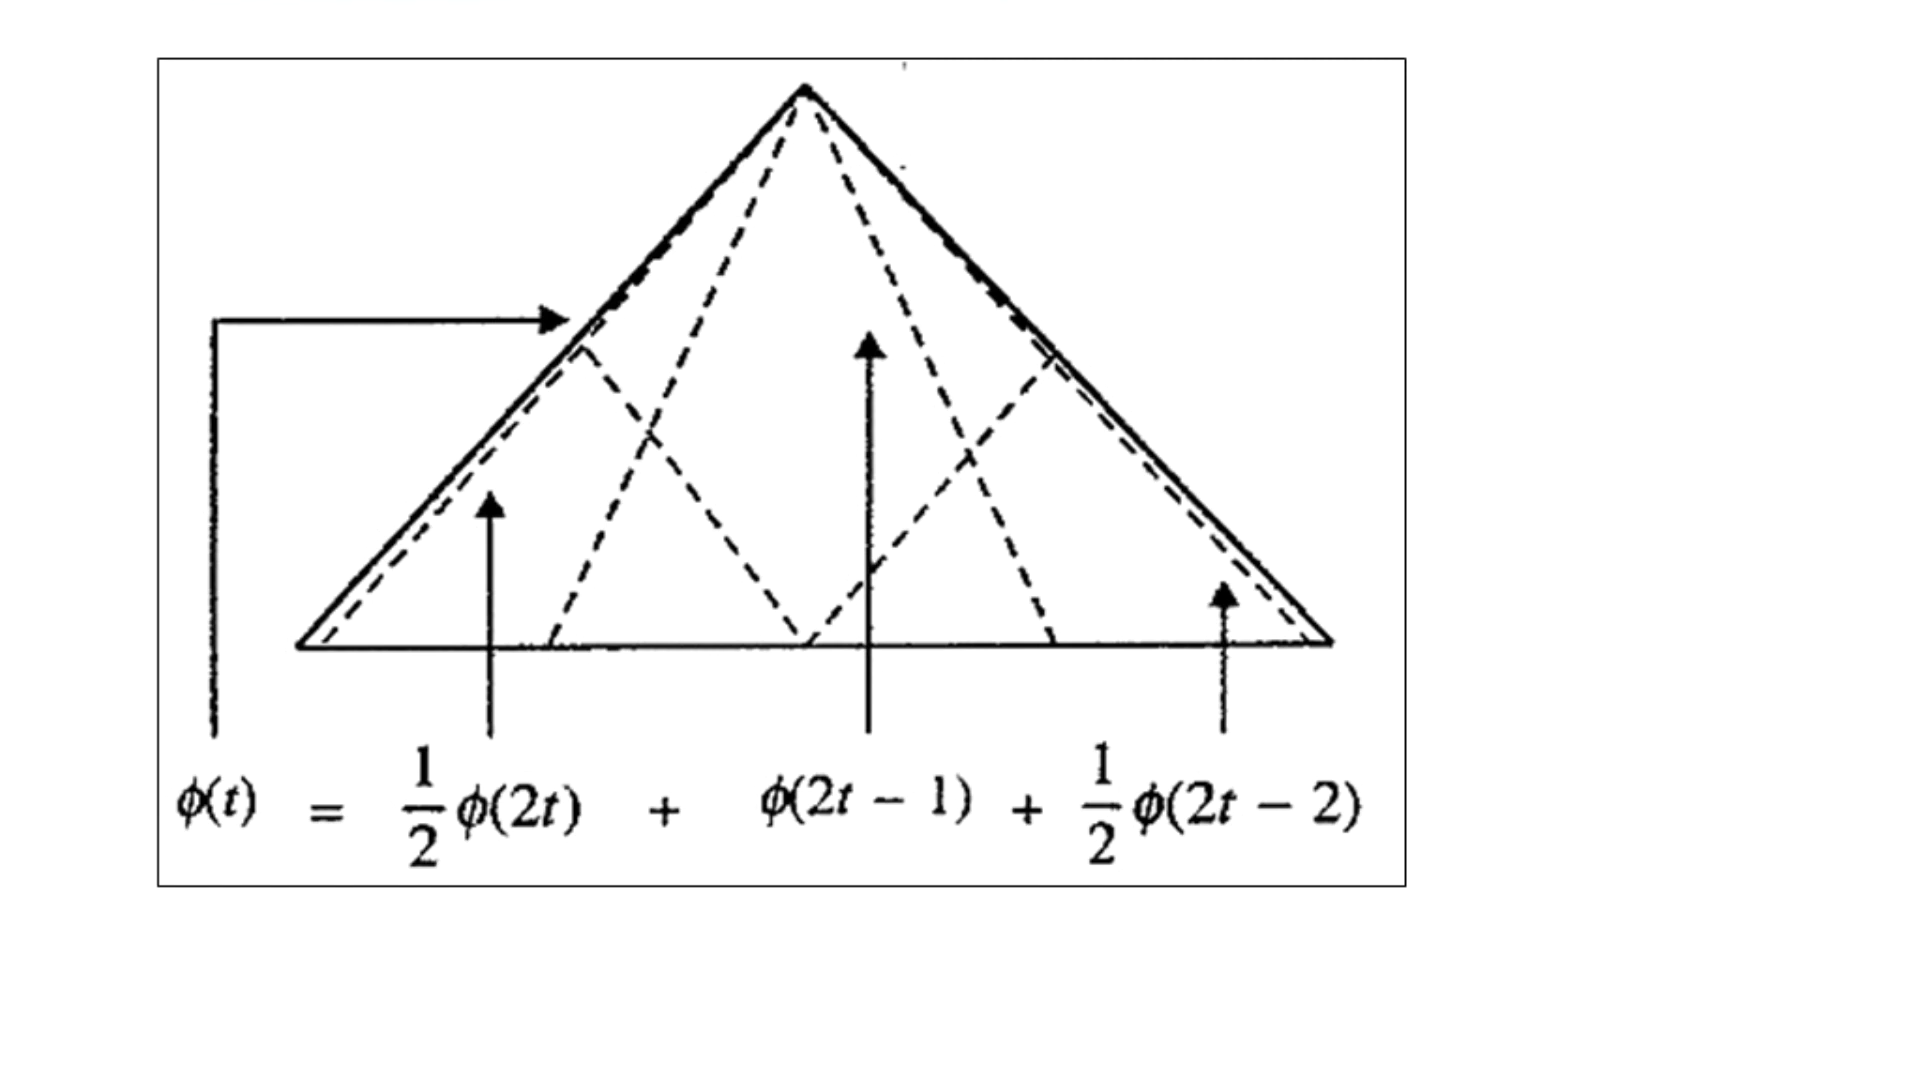 ϕ(t) = 1/2 ϕ(2t) + ϕ(2t − 1) + 1/2 ϕ(2t − 2)